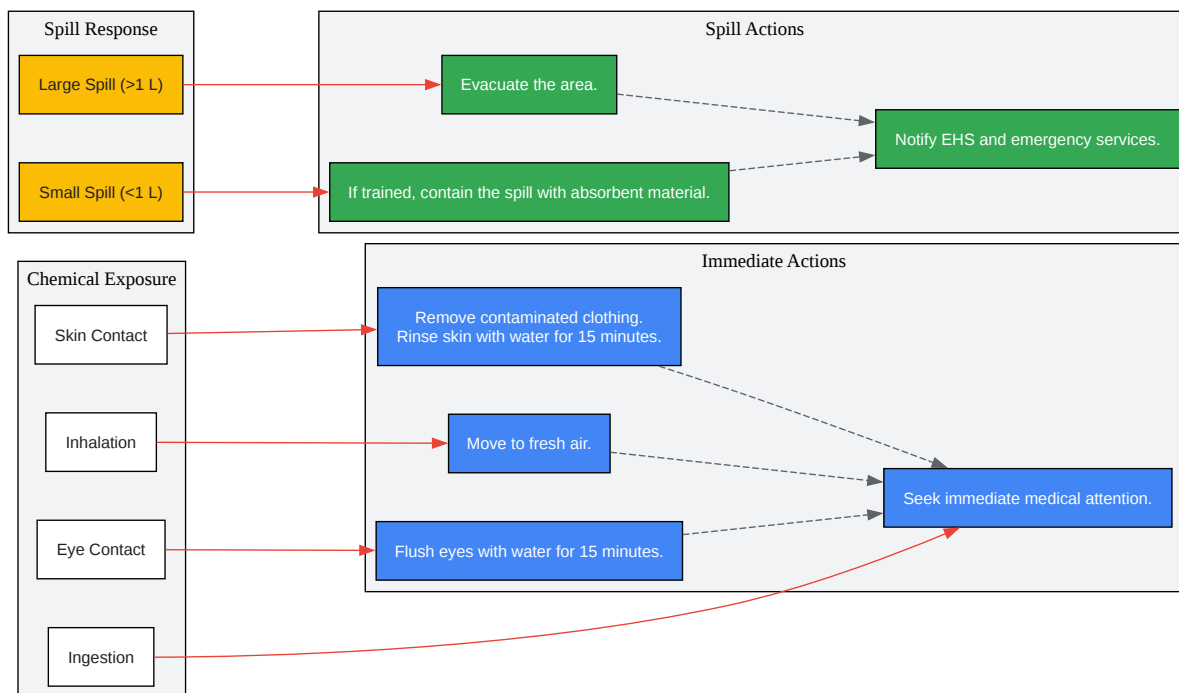 Spill Response
Large Spill (>1 L)
Small Spill (<1 L)
Spill Actions
Evacuate the area.
Notify EHS and emergency services.
If trained, contain the spill with absorbent material.
Chemical Exposure
Skin Contact
Inhalation
Eye Contact
Ingestion
Immediate Actions
Remove contaminated clothing.
Rinse skin with water for 15 minutes.
Move to fresh air.
Seek immediate medical attention.
Flush eyes with water for 15 minutes.